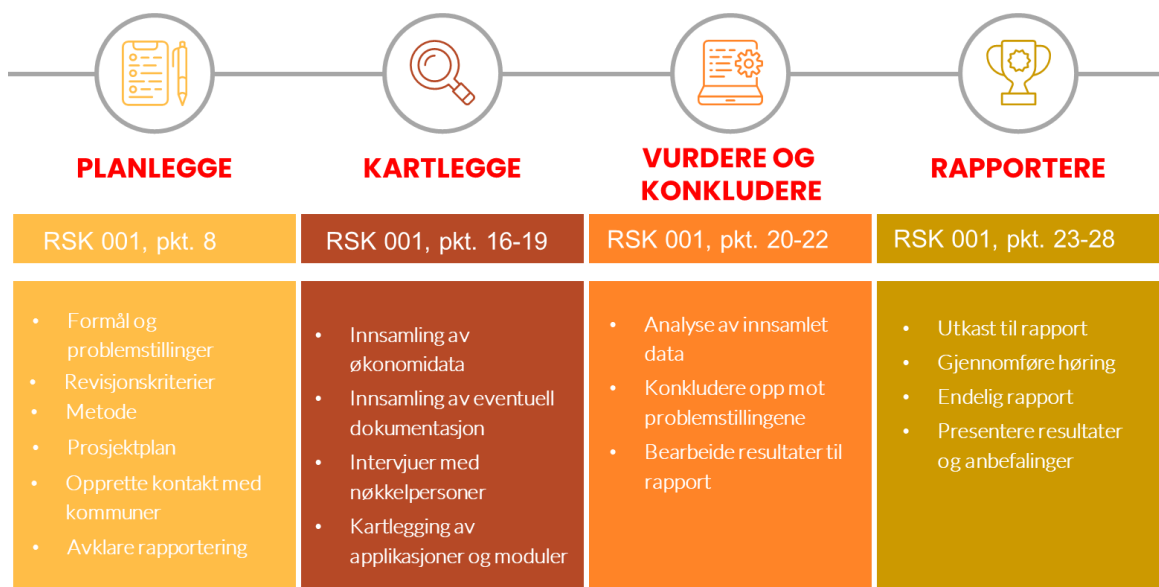 PLANLEGGE
RSK 001, pkt. 8
• Formål og
problemstillinger
• Revisjonskriterier
• Metode
• Prosjektplan
• Opprette kontakt med
kommuner
• Avklare rapportering
KARTLEGGE
RSK 001, pkt. 16-19
• Innsamling av
økonomidata
• Innsamling av eventuell
dokumentasjon
• Intervjuer med
nøkkelpersoner
• Kartlegging av
applikasjoner og moduler
VURDERE OG
KONKLUDERE
RSK 001, pkt. 20-22
• Analyse av innsamlet
data
• Konkludere opp mot
problemstillingene
• Bearbeide resultater til
rapport
RAPPORTERE
RSK 001, pkt. 23-28
• Utkast til rapport
• Gjennomføre høring
• Endelig rapport
• Presentere resultater
og anbefalinger